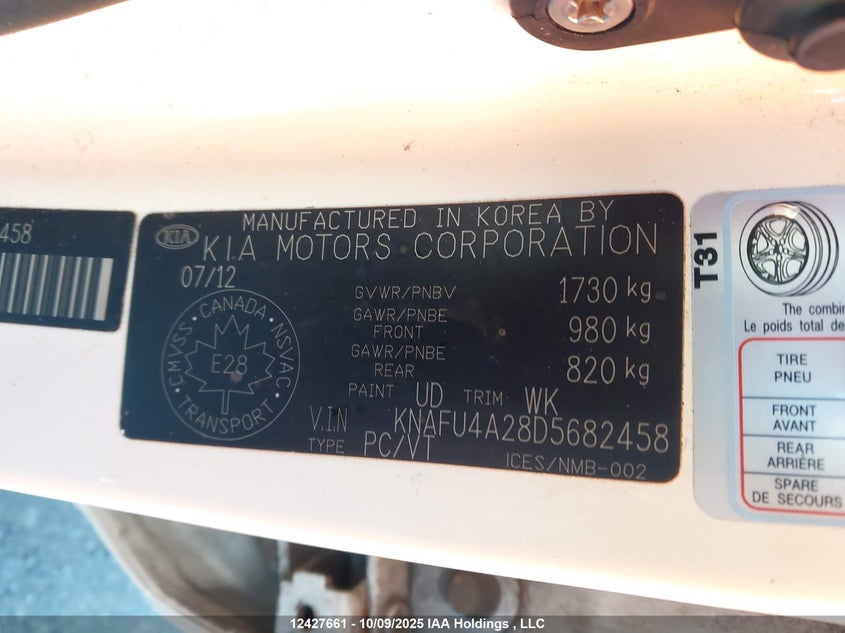 458
MANUFACTURED IN KOREA BY
KIA KIA MOTORS CORPORATION
07/12
GVWR/PNBV 1730 kg
GAWR/PNBE FRONT 980 kg
GAWR/PNBE REAR 820 kg
PAINT UD TRIM WK
V.I.N KNAFU4A28D5682458
TYPE PC/VT
ICES/NMB-002
CMVSS · CANADA · NSVAC · TRANSPORT ·
E28
T31
The combin
Le poids total de
TIRE
PNEU
FRONT
AVANT
REAR
ARRIÈRE
SPARE
DE SECOURS
12427661 - 10/09/2025 IAA Holdings , LLC